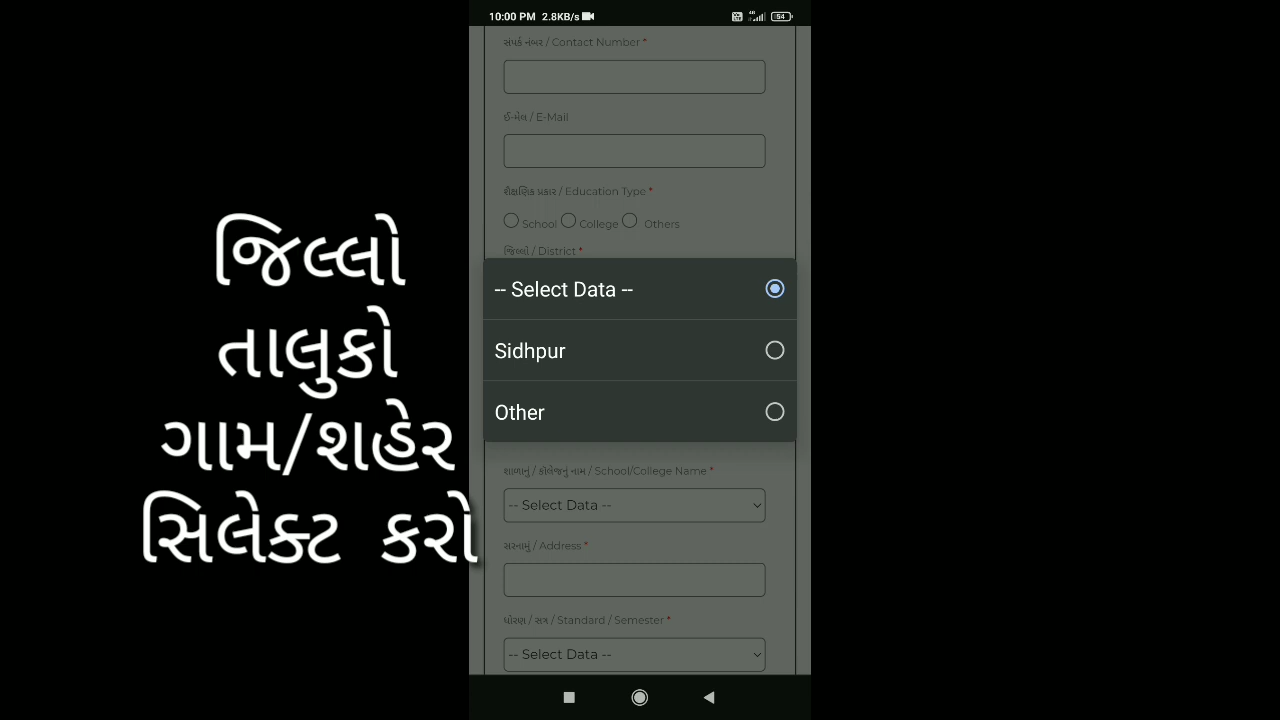 10:00 PM 2.8KB/s
54
સંપર્ક નંબર / Contact Number *
ઈ-મેલ / E-Mail
શૈક્ષણિક પ્રકાર / Education Type *
School College Others
જિલ્લો / District *
-- Select Data --
Sidhpur
Other
શાળાનું / કૉલેજનું નામ / School/College Name *
-- Select Data --
સરનામું / Address *
ધોરણ / સત્ર / Standard / Semester *
-- Select Data --
જિલ્લો
તાલુકો
ગામ/શહેર
સિલેક્ટ કરો